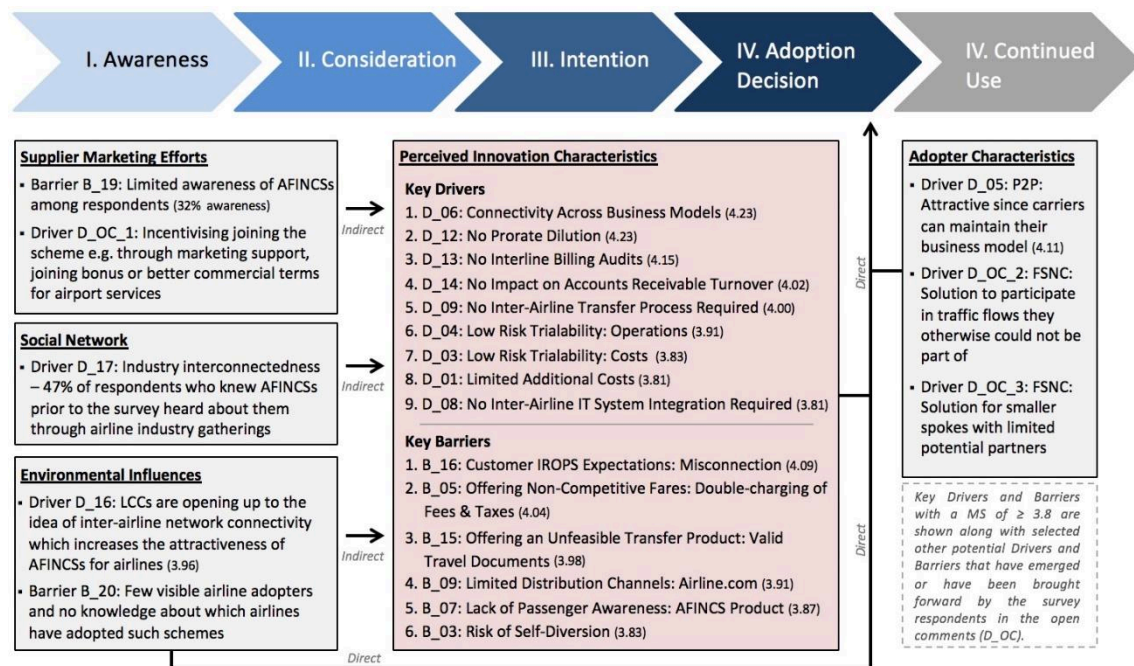 I. Awareness
II. Consideration
III. Intention
IV. Adoption
Decision
IV. Continued
Use
Supplier Marketing Efforts
▪ Barrier B_19: Limited awareness of AFINCSs
among respondents (32% awareness)
▪ Driver D_OC_1: Incentivising joining the
scheme e.g. through marketing support,
joining bonus or better commercial terms
for airport services
Indirect
Social Network
▪ Driver D_17: Industry interconnectedness
– 47% of respondents who knew AFINCSs
prior to the survey heard about them
through airline industry gatherings
Indirect
Environmental Influences
▪ Driver D_16: LCCs are opening up to the
idea of inter-airline network connectivity
which increases the attractiveness of
AFINCSs for airlines (3.96)
▪ Barrier B_20: Few visible airline adopters
and no knowledge about which airlines
have adopted such schemes
Indirect
Direct
Perceived Innovation Characteristics
Key Drivers
1. D_06: Connectivity Across Business Models (4.23)
2. D_12: No Prorate Dilution (4.23)
3. D_13: No Interline Billing Audits (4.15)
4. D_14: No Impact on Accounts Receivable Turnover (4.02)
5. D_09: No Inter-Airline Transfer Process Required (4.00)
6. D_04: Low Risk Trialability: Operations (3.91)
7. D_03: Low Risk Trialability: Costs (3.83)
8. D_01: Limited Additional Costs (3.81)
9. D_08: No Inter-Airline IT System Integration Required (3.81)
Key Barriers
1. B_16: Customer IROPS Expectations: Misconnection (4.09)
2. B_05: Offering Non-Competitive Fares: Double-charging of
Fees & Taxes (4.04)
3. B_15: Offering an Unfeasible Transfer Product: Valid
Travel Documents (3.98)
4. B_09: Limited Distribution Channels: Airline.com (3.91)
5. B_07: Lack of Passenger Awareness: AFINCS Product (3.87)
6. B_03: Risk of Self-Diversion (3.83)
Direct
Direct
Adopter Characteristics
▪ Driver D_05: P2P:
Attractive since carriers
can maintain their
business model (4.11)
▪ Driver D_OC_2: FSNC:
Solution to participate
in traffic flows they
otherwise could not be
part of
▪ Driver D_OC_3: FSNC:
Solution for smaller
spokes with limited
potential partners
Key Drivers and Barriers
with a MS of ≥ 3.8 are
shown along with selected
other potential Drivers and
Barriers that have emerged
or have been brought
forward by the survey
respondents in the open
comments (D_OC).